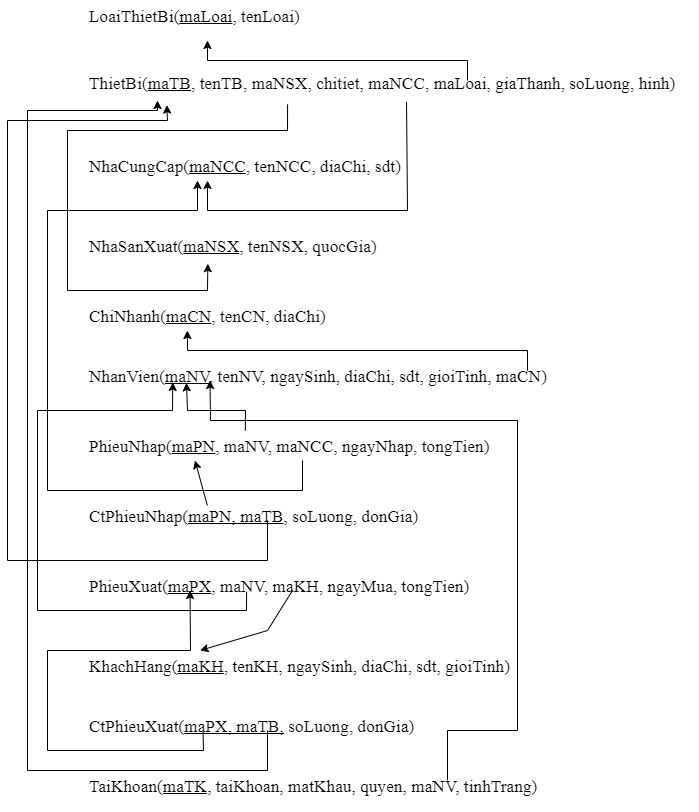 LoaiThietBi(maLoai, tenLoai)
ThietBi(maTB, tenTB, maNSX, chitiet, maNCC, maLoai, giaThanh, soLuong, hinh)
NhaCungCap(maNCC, tenNCC, diaChi, sdt)
NhaSanXuat(maNSX, tenNSX, quocGia)
ChiNhanh(maCN, tenCN, diaChi)
NhanVien(maNV, tenNV, ngaySinh, diaChi, sdt, gioiTinh, maCN)
PhieuNhap(maPN, maNV, maNCC, ngayNhap, tongTien)
CtPhieuNhap(maPN, maTB, soLuong, donGia)
PhieuXuat(maPX, maNV, maKH, ngayMua, tongTien)
KhachHang(maKH, tenKH, ngaySinh, diaChi, sdt, gioiTinh)
CtPhieuXuat(maPX, maTB, soLuong, donGia)
TaiKhoan(maTK, taiKhoan, matKhau, quyen, maNV, tinhTrang)